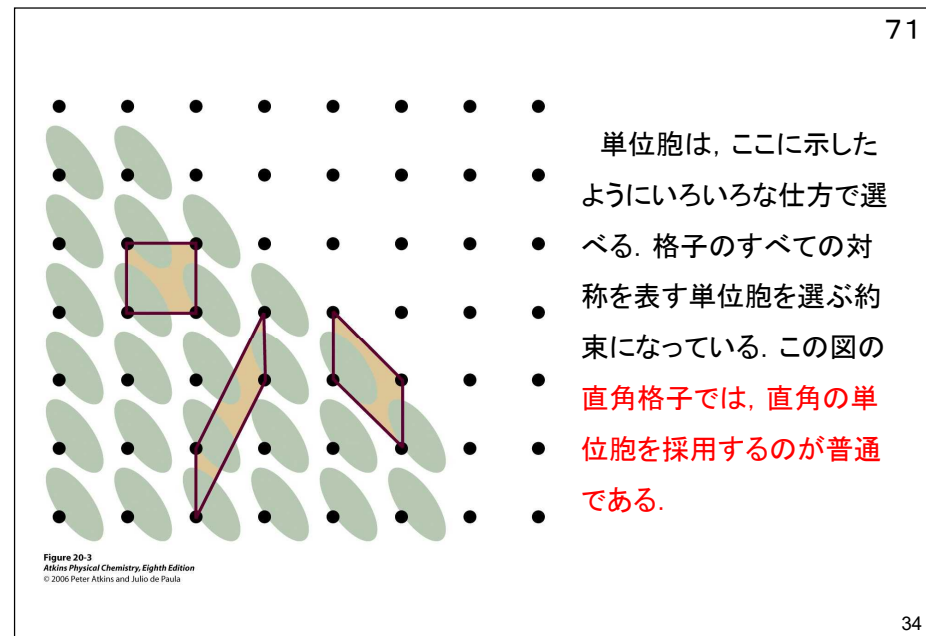 71
単位胞は, ここに示した
ようにいろいろな仕方で選
べる. 格子のすべての対
称を表す単位胞を選ぶ約
束になっている. この図の
直角格子では, 直角の単
位胞を採用するのが普通
である.
Figure 20-3
Atkins Physical Chemistry, Eighth Edition
© 2006 Peter Atkins and Julio de Paula
34